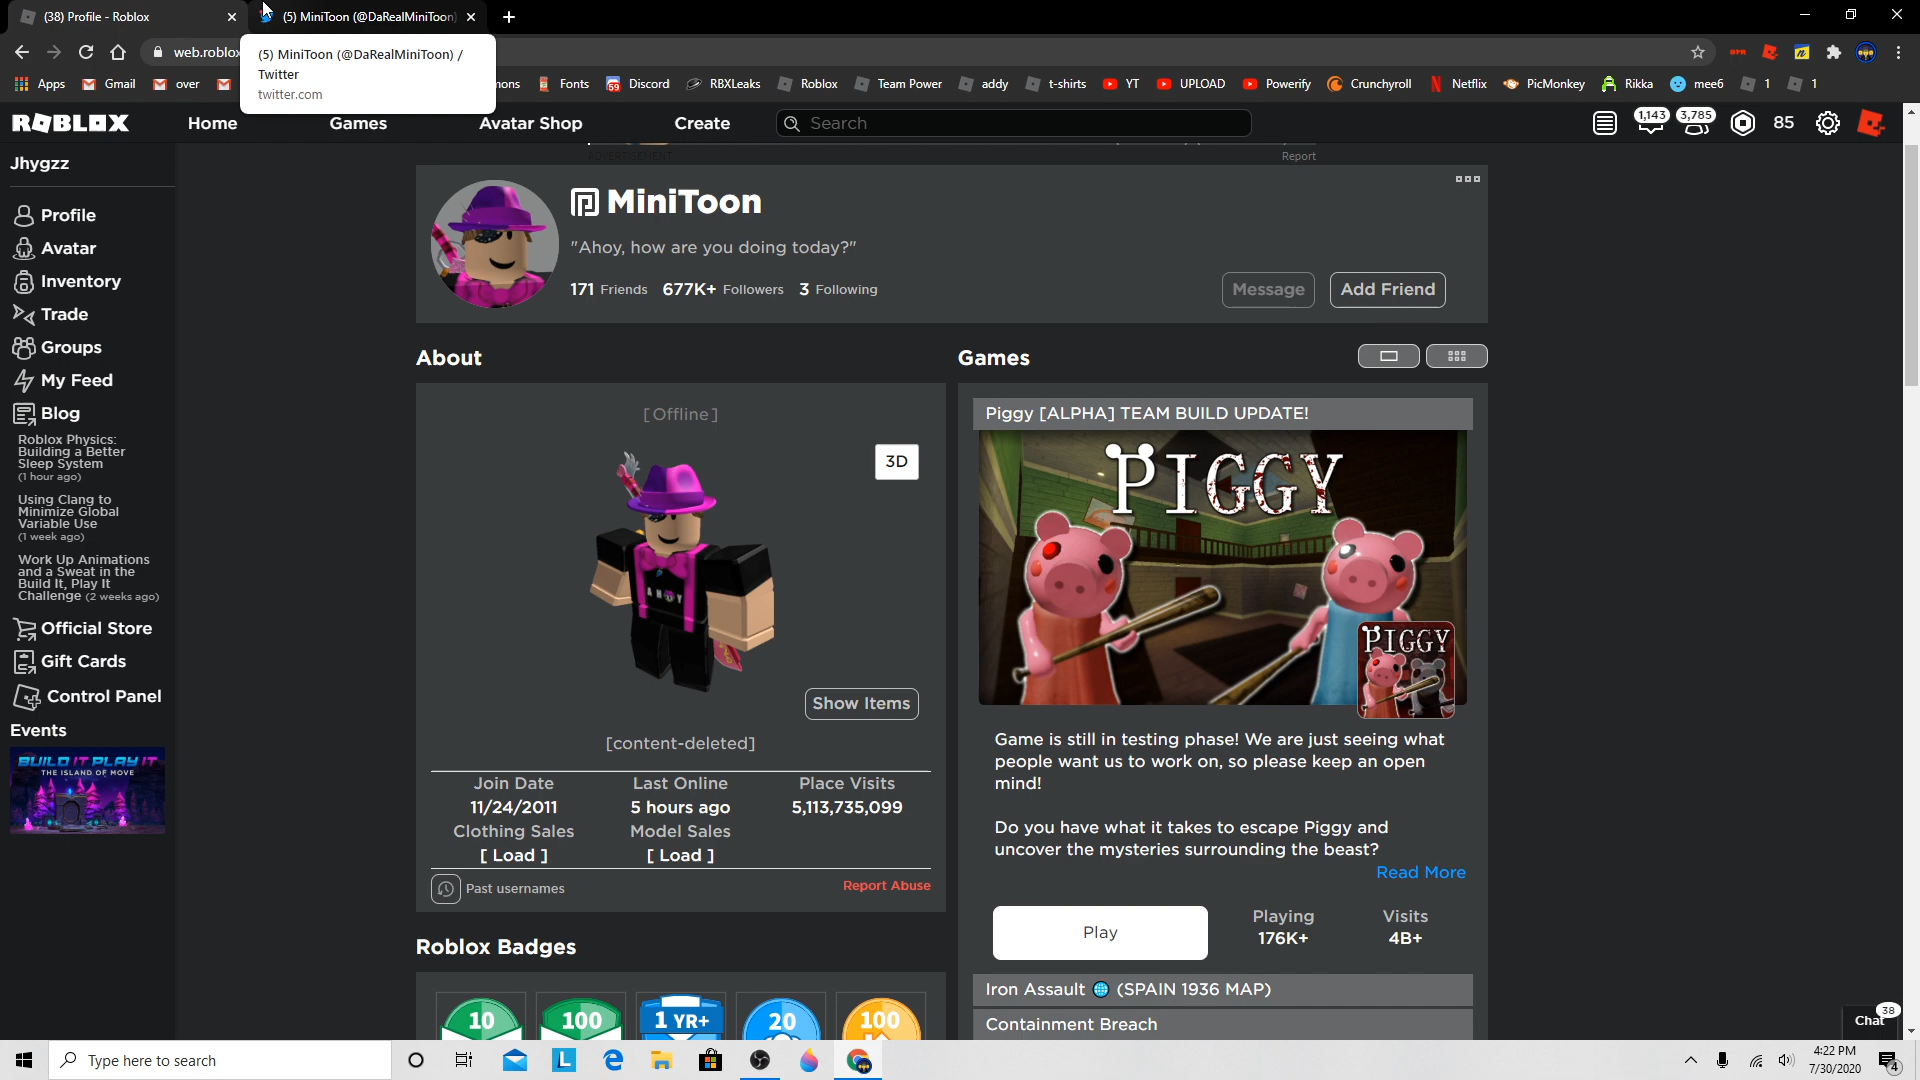 (38) Profile - Roblox
(5) MiniToon (@DaRealMiniToon)
web.roblox
(5) MiniToon (@DaRealMiniToon) /
Twitter
twitter.com
Apps
Gmail
over
mons
Fonts
Discord
RBXLeaks
Roblox
Team Power
addy
t-shirts
YT
UPLOAD
Powerify
Crunchyroll
Netflix
PicMonkey
Rikka
mee6
1
1
ROBLOX
Home
Games
Avatar Shop
Create
Search
1,143
3,785
85
ADVERTISEMENT
Report
Jhygzz
Profile
Avatar
Inventory
Trade
Groups
My Feed
Blog
Roblox Physics:
Building a Better
Sleep System
(1 hour ago)
Using Clang to
Minimize Global
Variable Use
(1 week ago)
Work Up Animations
and a Sweat in the
Build It, Play It
Challenge (2 weeks ago)
Official Store
Gift Cards
Control Panel
Events
BUILD IT PLAY IT
THE ISLAND OF MOVE
MiniToon
"Ahoy, how are you doing today?"
171 Friends 677K+ Followers 3 Following
Message
Add Friend
About
[Offline]
3D
AHOY
Show Items
[content-deleted]
Join Date
11/24/2011
Last Online
5 hours ago
Place Visits
5,113,735,099
Clothing Sales
[ Load ]
Model Sales
[ Load ]
Past usernames
Report Abuse
Roblox Badges
10
100
1 YR+
20
100
Games
Piggy [ALPHA] TEAM BUILD UPDATE!
PIGGY
PIGGY
Game is still in testing phase! We are just seeing what
people want us to work on, so please keep an open
mind!
Do you have what it takes to escape Piggy and
uncover the mysteries surrounding the beast?
Read More
Play
Playing
176K+
Visits
4B+
Iron Assault 🌐 (SPAIN 1936 MAP)
Containment Breach
Chat
38
Type here to search
4:22 PM
7/30/2020
4